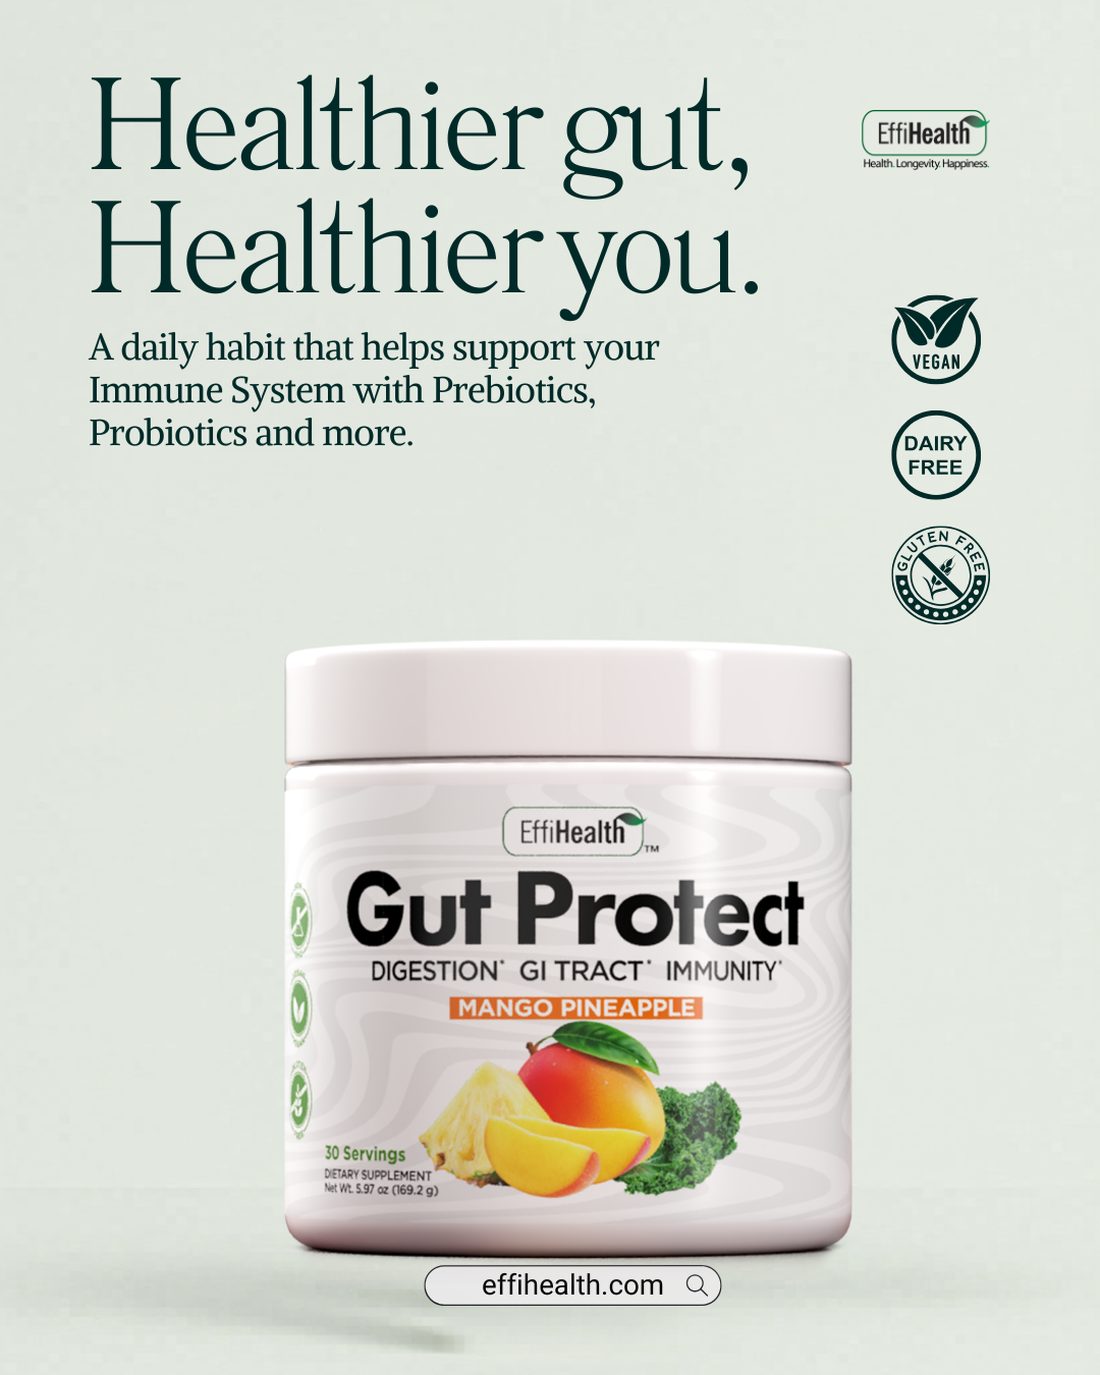 Healthier gut,
Healthier you.
A daily habit that helps support your
Immune System with Prebiotics,
Probiotics and more.
EffiHealth
Health. Longevity. Happiness.
VEGAN
DAIRY
FREE
GLUTEN FREE
EffiHealth™
Gut Protect
DIGESTION* GI TRACT* IMMUNITY*
MANGO PINEAPPLE
30 Servings
DIETARY SUPPLEMENT
Net Wt. 5.97 oz (169.2 g)
effihealth.com